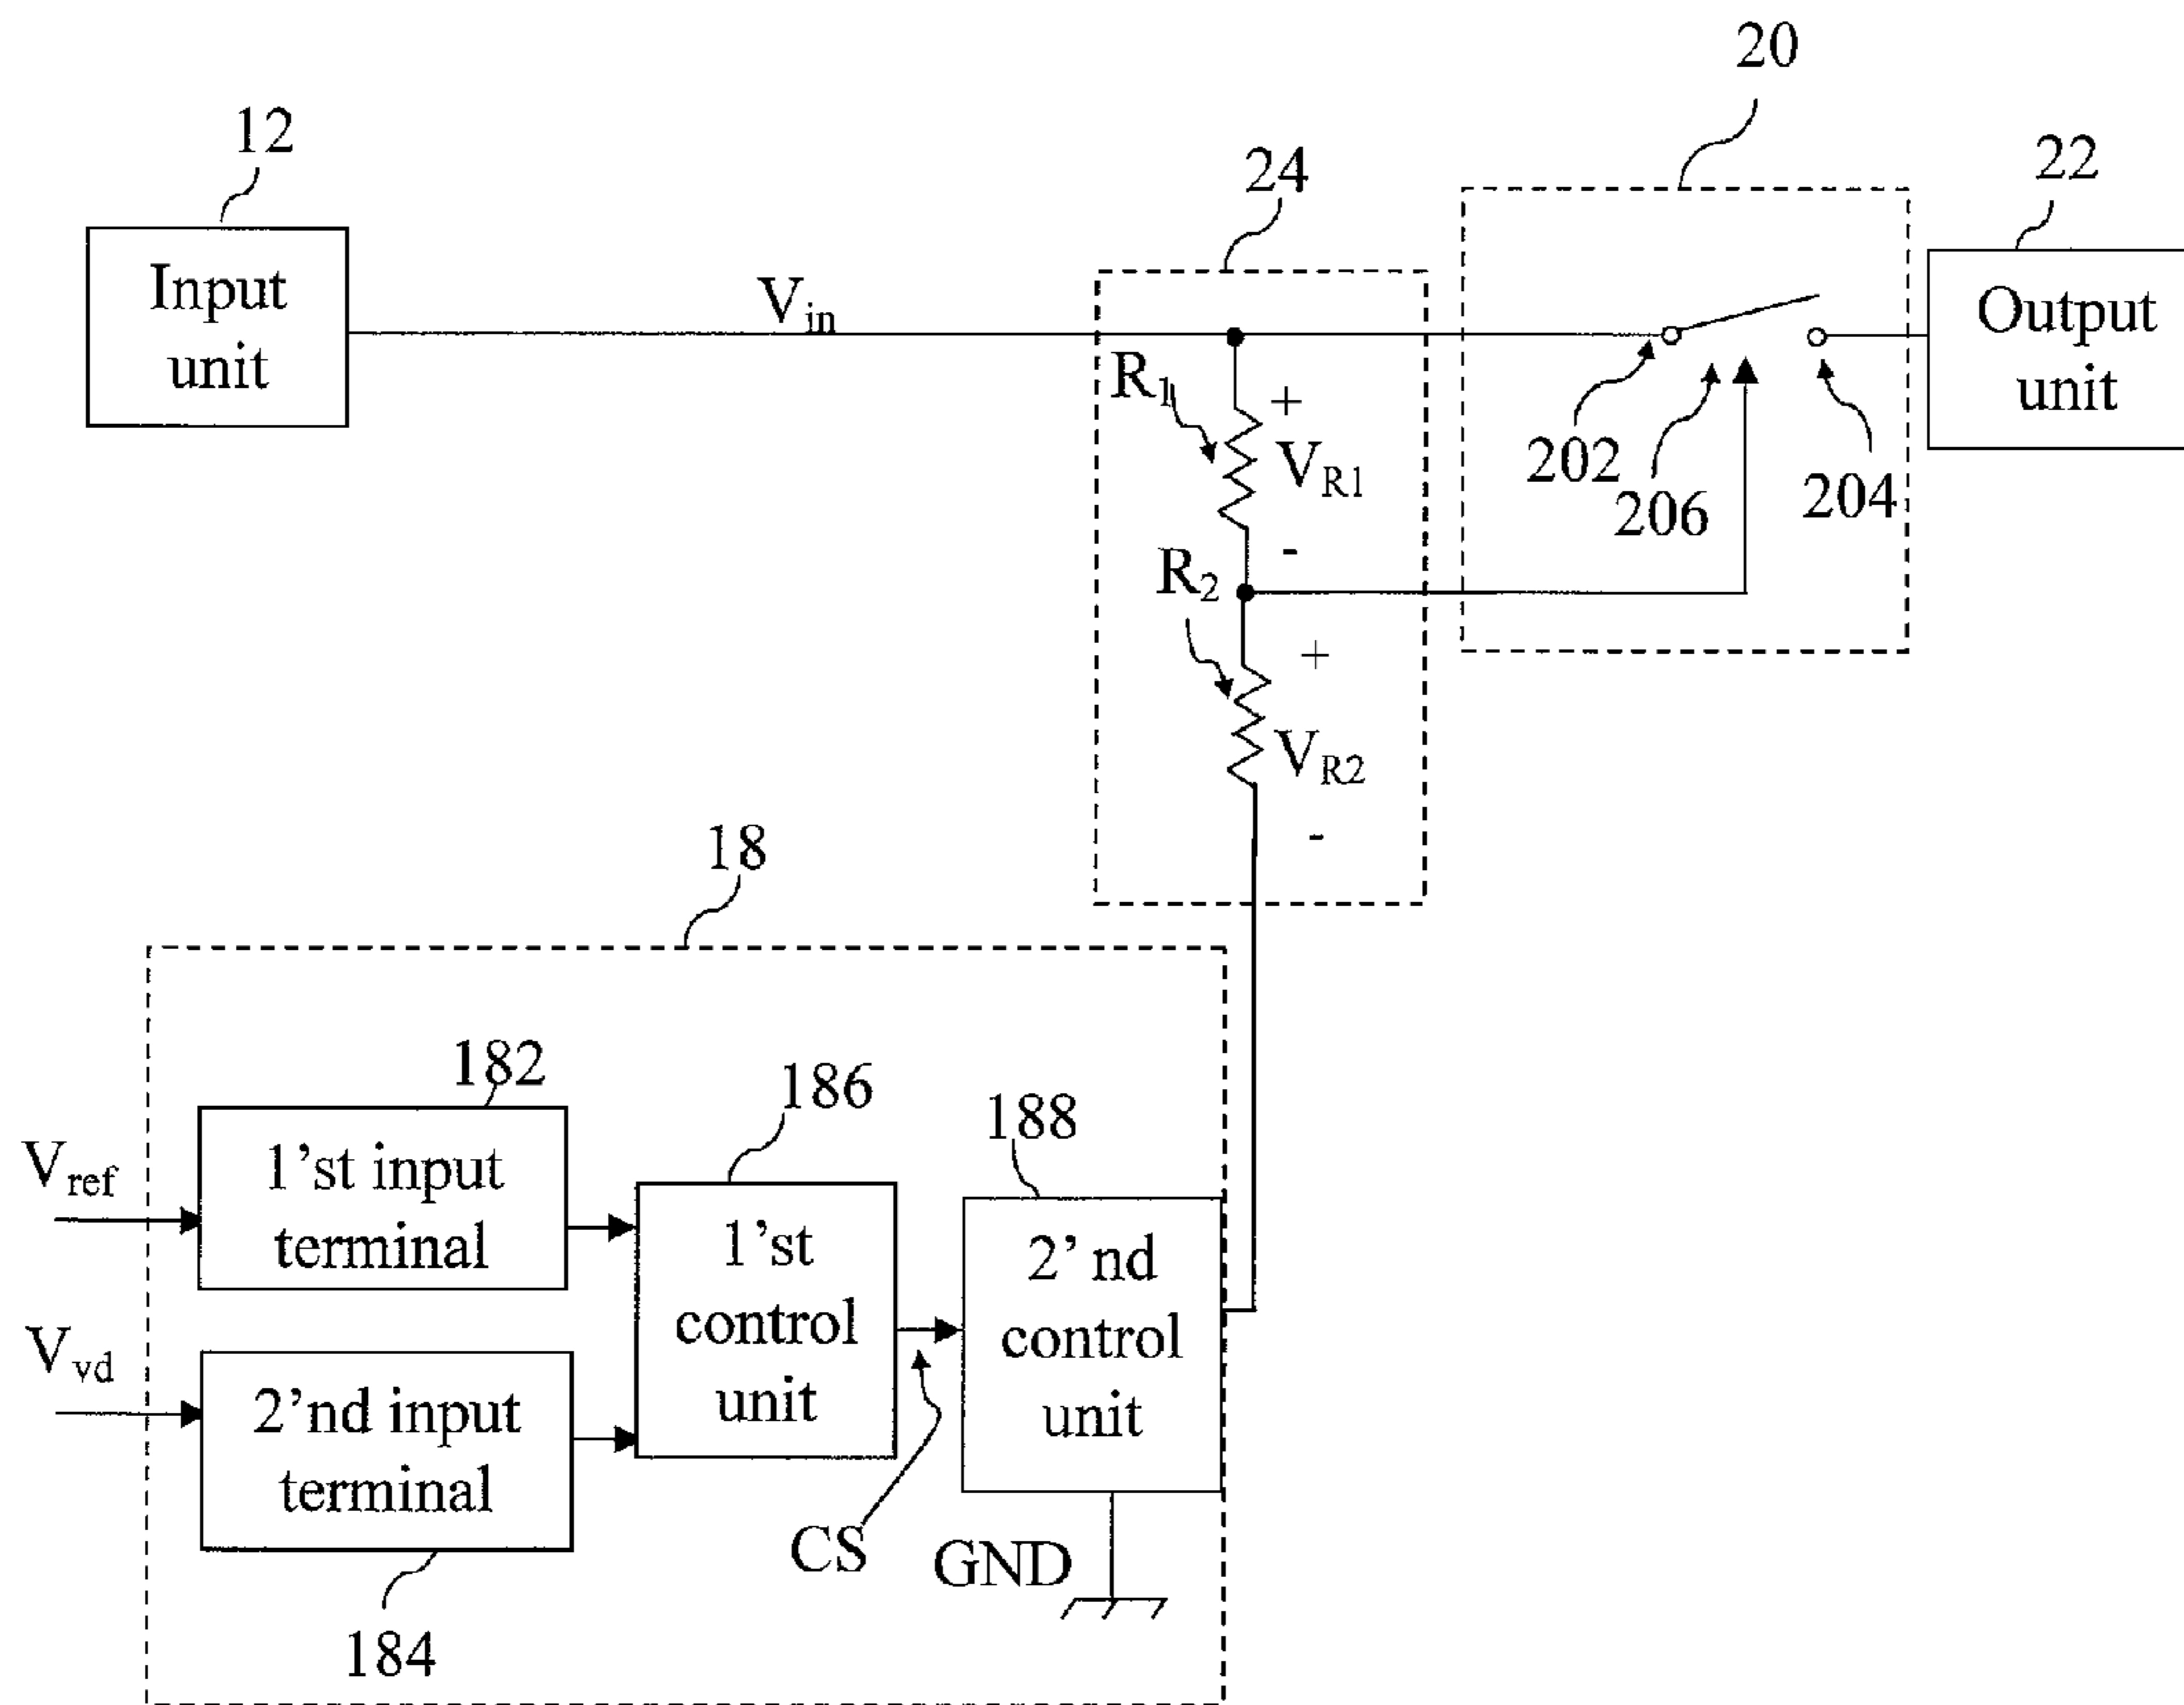 20
12
24
22
Input
unit
Vin
Output
unit
R1
+
VR1
-
202
206
204
R2
+
VR2
-
18
182
186
188
Vref
1’st input
terminal
1’st
control
unit
2’ nd
control
unit
Vvd
2’nd input
terminal
CS
GND
184